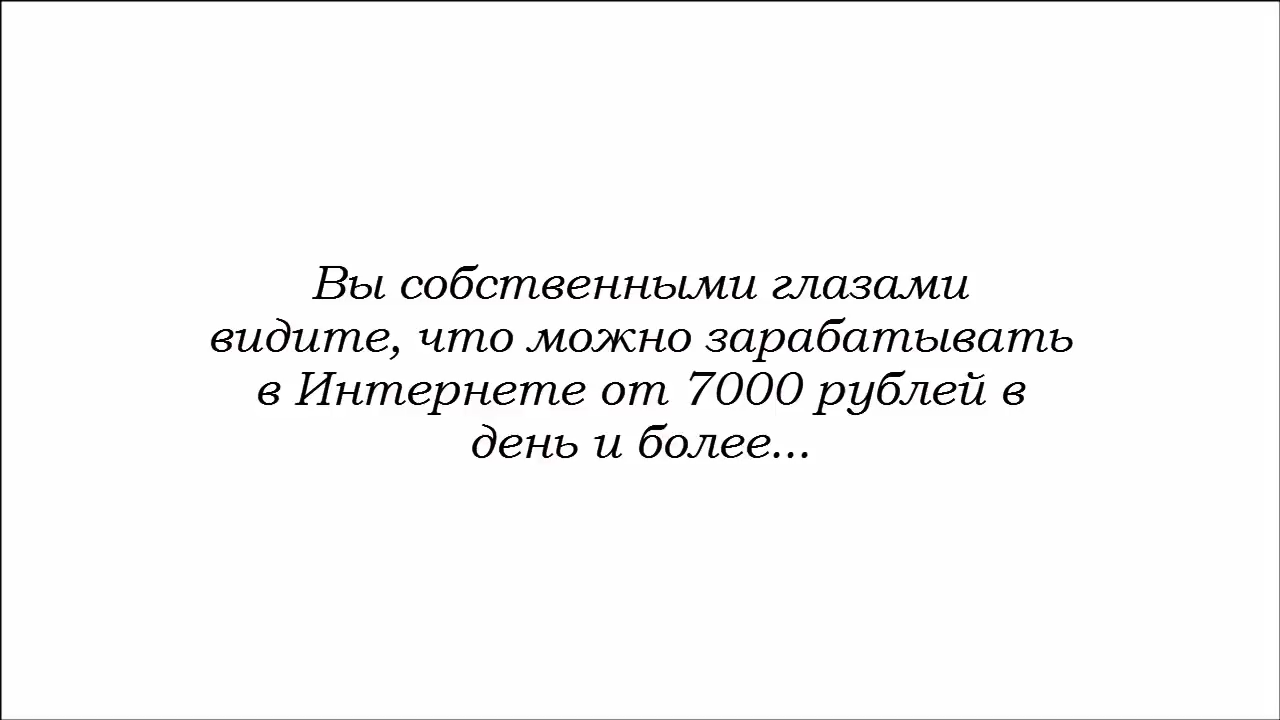 Вы собственными глазами
видите, что можно зарабатывать
в Интернете от 7000 рублей в
день и более...